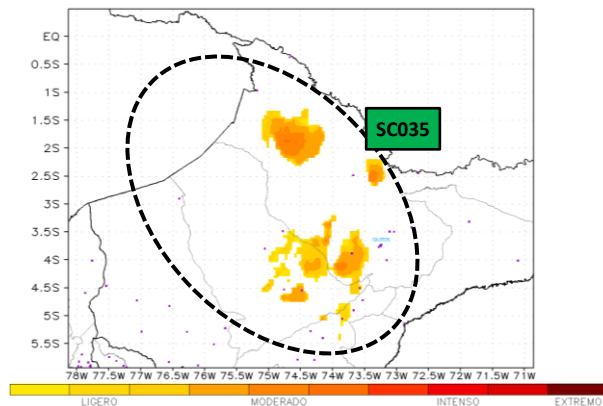 EQ
0.5S
1S
1.5S
SC035
2S
2.5S
3S
3.5S
4S
4.5S
5S
5.5S
78W 77.5W 77W 76.5W 76W 75.5W 75W 74.5W 74W 73.5W 73W 72.5W 72W 71.5W 71W
LIGERO MODERADO INTENSO EXTREMO